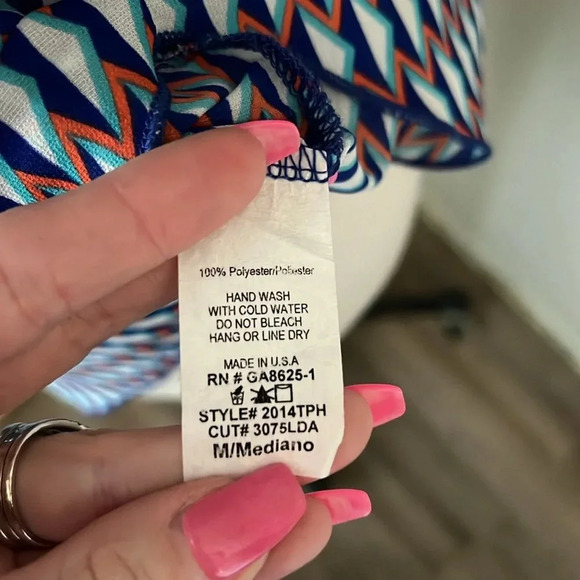 100% Polyester/Poliester
HAND WASH
WITH COLD WATER
DO NOT BLEACH
HANG OR LINE DRY
MADE IN U.S.A
RN # GA8625-1
STYLE# 2014TPH
CUT# 3075LDA
M/Mediano